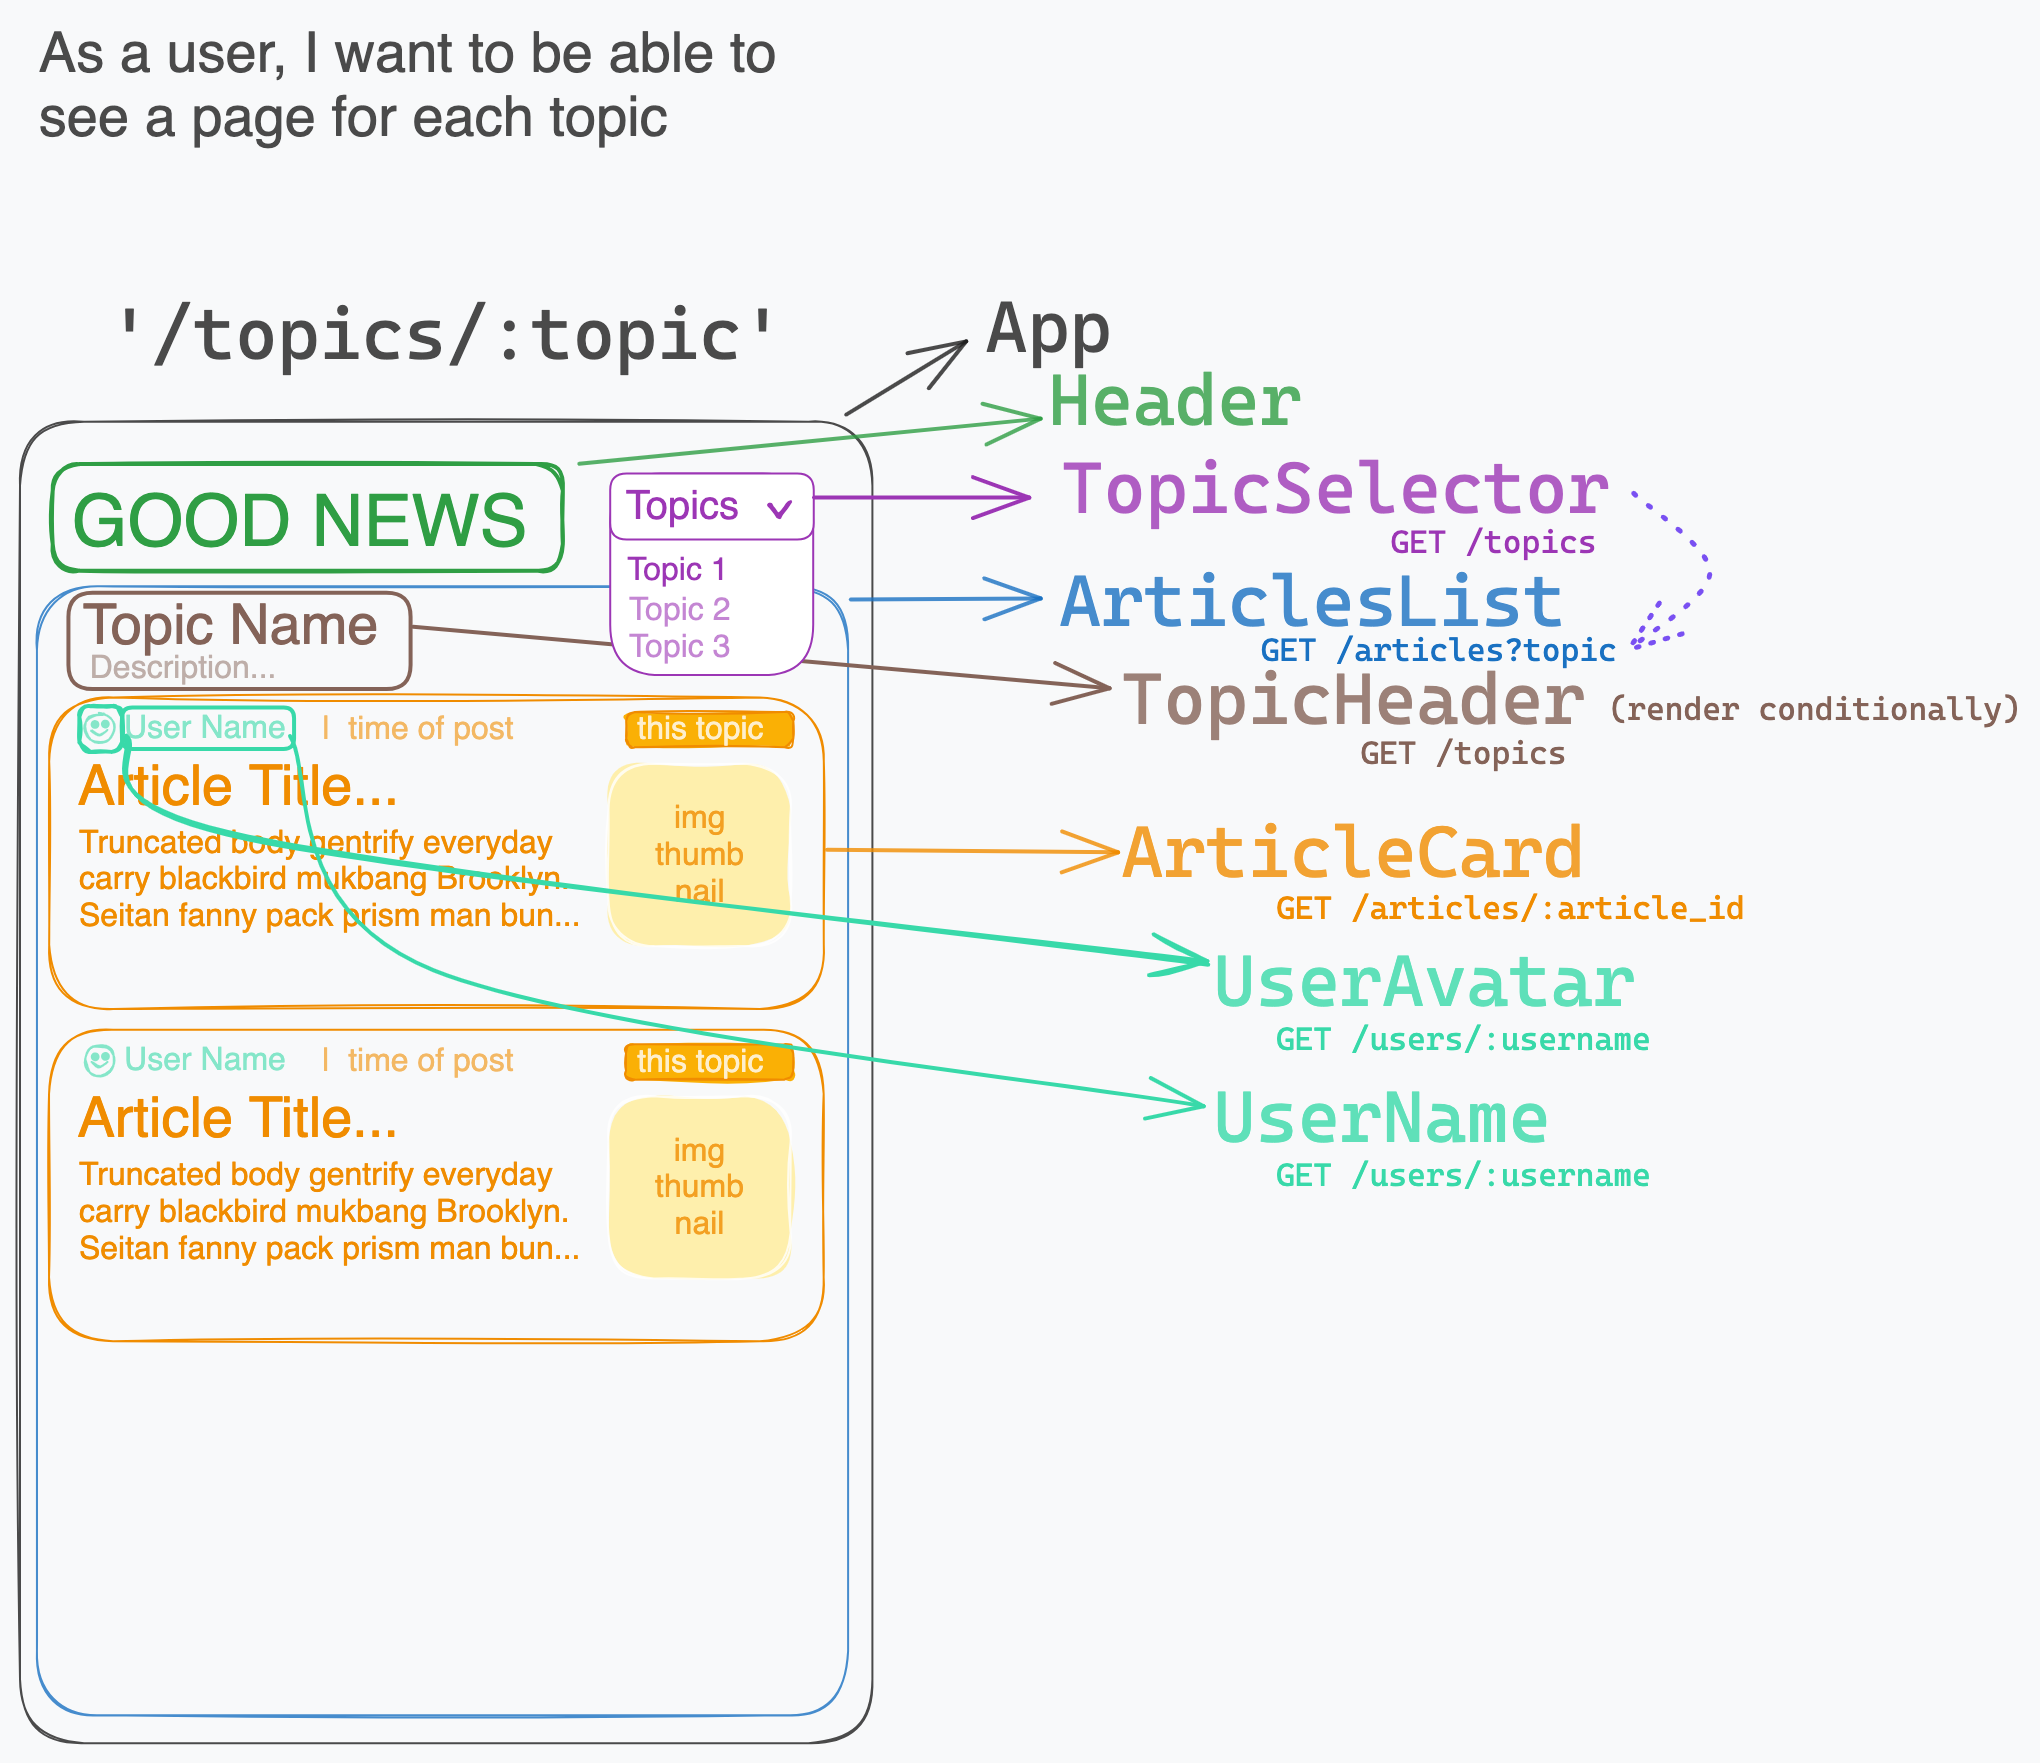 As a user, I want to be able to
see a page for each topic
'/topics/:topic'
App
Header
GOOD NEWS
Topics
TopicSelector
GET /topics
Topic 1
Topic 2
Topic 3
ArticlesList
GET /articles?topic
Topic Name
Description...
TopicHeader (render conditionally)
GET /topics
User Name | time of post
this topic
Article Title...
Truncated body gentrify everyday
carry blackbird mukbang Brooklyn.
Seitan fanny pack prism man bun...
img
thumb
nail
ArticleCard
GET /articles/:article_id
UserAvatar
GET /users/:username
User Name | time of post
this topic
Article Title...
Truncated body gentrify everyday
carry blackbird mukbang Brooklyn.
Seitan fanny pack prism man bun...
img
thumb
nail
UserName
GET /users/:username